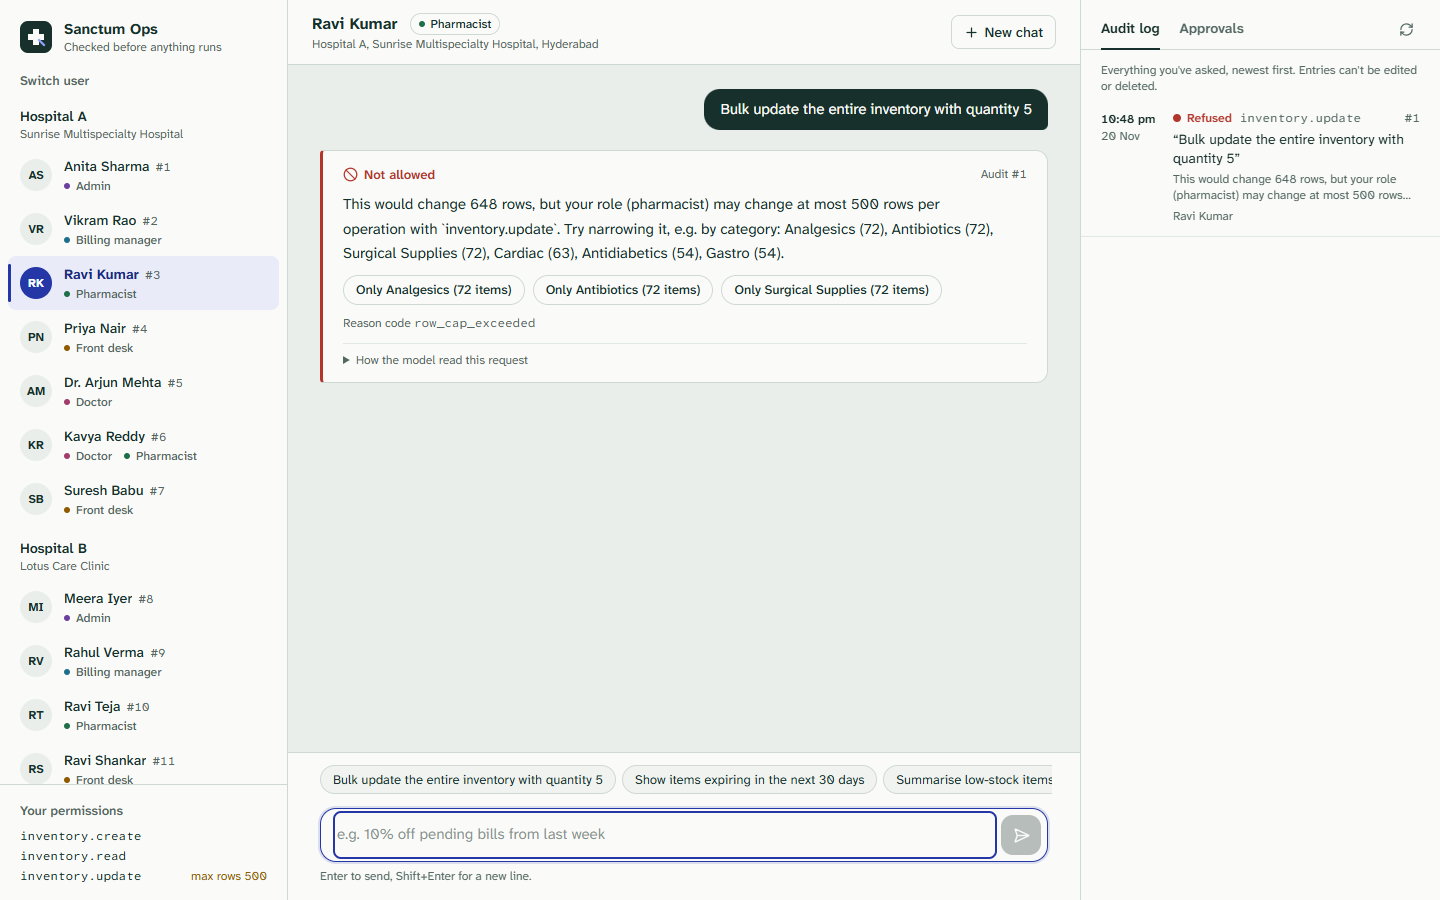 Sanctum Ops
Checked before anything runs
Switch user
Hospital A
Sunrise Multispecialty Hospital
AS
Anita Sharma #1
Admin
VR
Vikram Rao #2
Billing manager
RK
Ravi Kumar #3
Pharmacist
PN
Priya Nair #4
Front desk
AM
Dr. Arjun Mehta #5
Doctor
KR
Kavya Reddy #6
Doctor Pharmacist
SB
Suresh Babu #7
Front desk
Hospital B
Lotus Care Clinic
MI
Meera Iyer #8
Admin
RV
Rahul Verma #9
Billing manager
RT
Ravi Teja #10
Pharmacist
RS
Ravi Shankar #11
Front desk
Your permissions
inventory.create
inventory.read
inventory.update max rows 500
Ravi Kumar Pharmacist
Hospital A, Sunrise Multispecialty Hospital, Hyderabad
New chat
Bulk update the entire inventory with quantity 5
Not allowed Audit #1
This would change 648 rows, but your role (pharmacist) may change at most 500 rows per
operation with `inventory.update`. Try narrowing it, e.g. by category: Analgesics (72), Antibiotics (72),
Surgical Supplies (72), Cardiac (63), Antidiabetics (54), Gastro (54).
Only Analgesics (72 items) Only Antibiotics (72 items) Only Surgical Supplies (72 items)
Reason code row_cap_exceeded
How the model read this request
Bulk update the entire inventory with quantity 5 Show items expiring in the next 30 days Summarise low-stock items
e.g. 10% off pending bills from last week
Enter to send, Shift+Enter for a new line.
Audit log Approvals
Everything you've asked, newest first. Entries can't be edited
or deleted.
10:48 pm
20 Nov
Refused inventory.update #1
“Bulk update the entire inventory with
quantity 5”
This would change 648 rows, but your role
(pharmacist) may change at most 500 rows…
Ravi Kumar